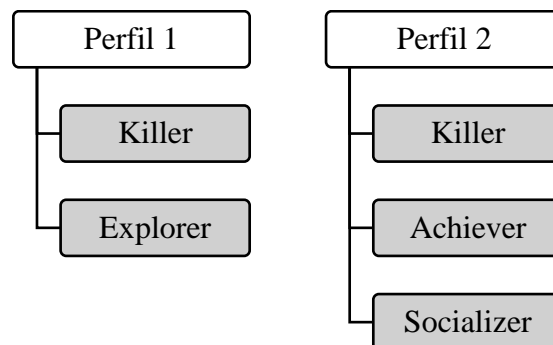 Perfil 1
Killer
Explorer
Perfil 2
Killer
Achiever
Socializer